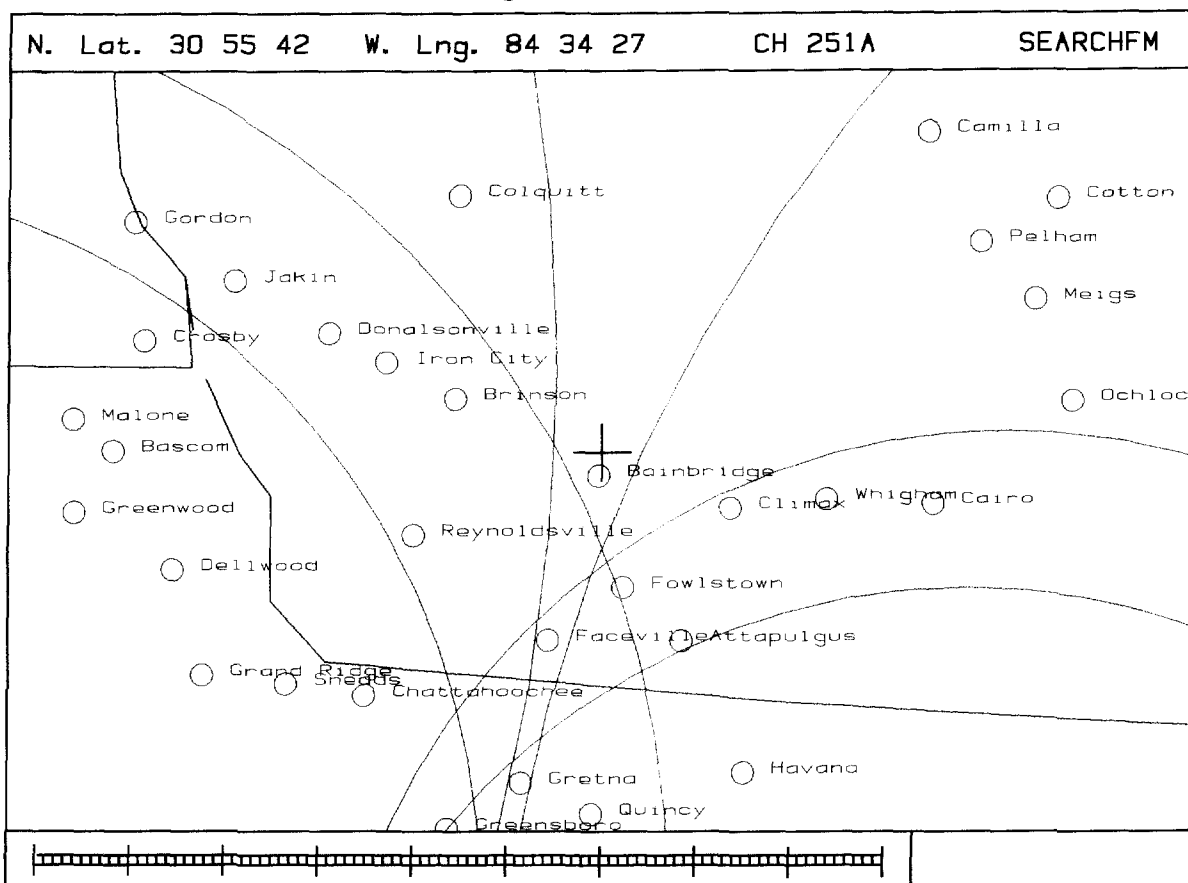 N. Lat. 30 55 42 W. Lng. 84 34 27 CH 251A SEARCHFM
Camilla
Colquitt
Cotton
Gordon
Pelham
Jakin
Meigs
Crosby
Donalsonville
Iron City
Brinson
Ochloc
Malone
Bascom
Bainbridge
Greenwood
Climax
Whigham
Cairo
Reynoldsville
Dellwood
Fowlstown
Faceville
Attapulgus
Grand Ridge
Sneads
Chattahoochee
Gretna
Havana
Quincy
Greensboro